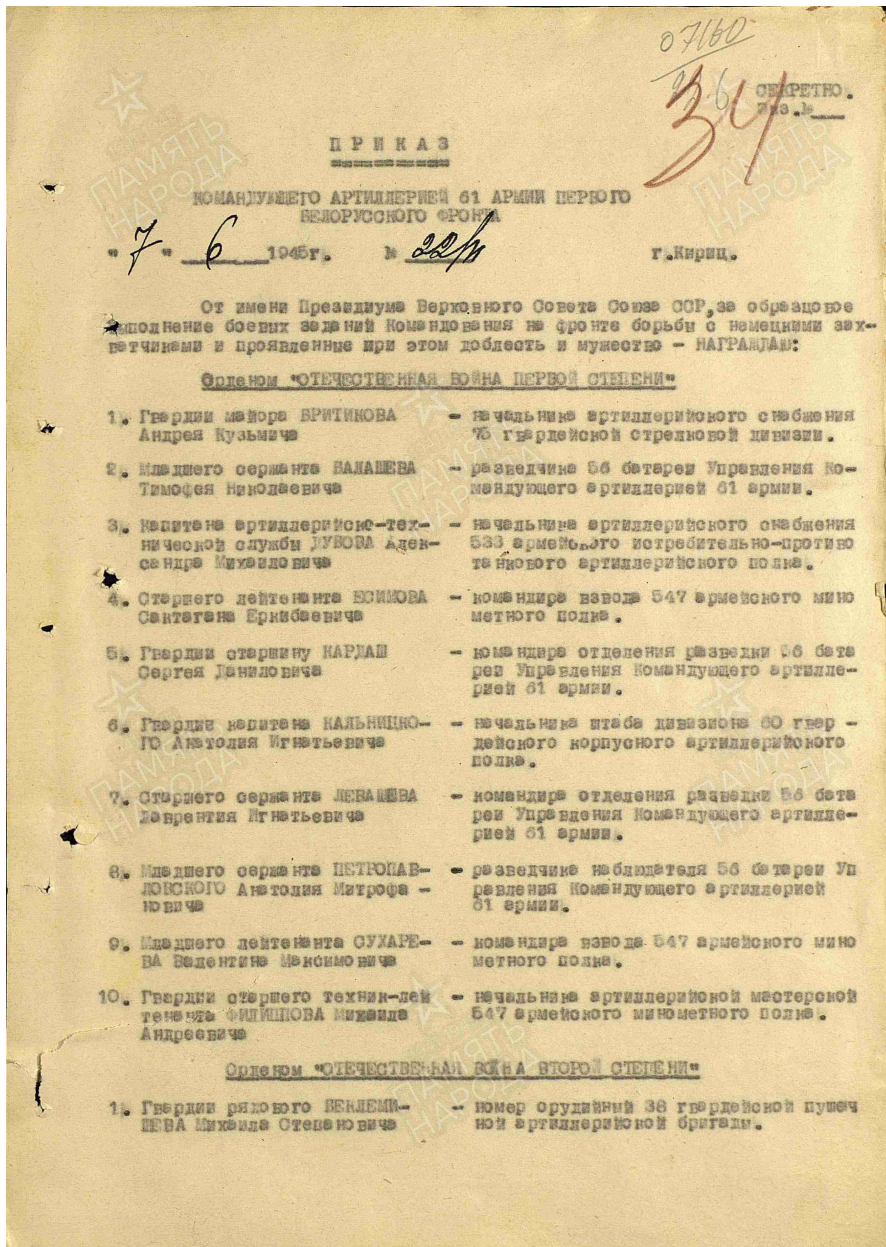 07160
34
СЕКРЕТНО.
Экз.№___
ПРИКАЗ
КОМАНДУЮЩЕГО АРТИЛЛЕРИЕЙ 61 АРМИИ ПЕРВОГО
БЕЛОРУССКОГО ФРОНТА
"7" 6 1945г. № 22/н г.Кириц.
От имени Президиума Верховного Совета Союза ССР, за образцовое
выполнение боевых заданий Командования на фронте борьбы с немецкими зах-
ватчиками и проявленные при этом доблесть и мужество - НАГРАЖДАЮ:
Орденом "ОТЕЧЕСТВЕННАЯ ВОЙНА ПЕРВОЙ СТЕПЕНИ"
1. Гвардии майора БРИТИКОВА - начальника артиллерийского снабжения
Андрея Кузьмича 75 гвардейской стрелковой дивизии.
2. Младшего сержанта ВАЛАШЕВА - разведчика 56 батареи Управления Ко-
Тимофея Николаевича мандующего артиллерией 61 армии.
3. Капитана артиллерийско-тех- - начальника артиллерийского снабжения
нической службы ДУБОВА Алек- 533 армейского истребительно-противо
сандра Михаиловича танкового артиллерийского полка.
4. Старшего лейтенанта ЕСИМОВА - командира взвода 547 армейского мино
Сактагана Еркибаевича метного полка.
5. Гвардии старшину КАРДАШ - командира отделения разведки 56 бата
Сергея Даниловича реи Управления Командующего артилле-
рией 61 армии.
6. Гвардии капитана КАЛЬНИЦКО- - начальника штаба дивизиона 60 гвар -
ГО Анатолия Игнатьевича дейского корпусного артиллерийского
полка.
7. Старшего сержанта ЛЕВАШЕВА - командира отделения разведки 56 бата
Лаврентия Игнатьевича реи Управления Командующего артилле-
рией 61 армии.
8. Младшего сержанта ПЕТРОПАВ- - разведчика наблюдателя 56 батареи Уп
ЛОВСКОГО Анатолия Митрофа - равления Командующего артиллерией
новича 61 армии.
9. Младшего лейтенанта СУХАРЕ- - командира взвода 547 армейского мино
ВА Валентина Максимовича метного полка.
10. Гвардии старшего техник-лей - начальника артиллерийской мастерской
тенанта ФИЛИППОВА Михаила 547 армейского минометного полка.
Андреевича
Орденом "ОТЕЧЕСТВЕННАЯ ВОЙНА ВТОРОЙ СТЕПЕНИ"
1. Гвардии рядового БЕКЛЕМИ- - номер орудийный 38 гвардейской пушеч
ШЕВА Михаила Степановича ной артиллерийской бригады.
ПАМЯТЬ
НАРОДА